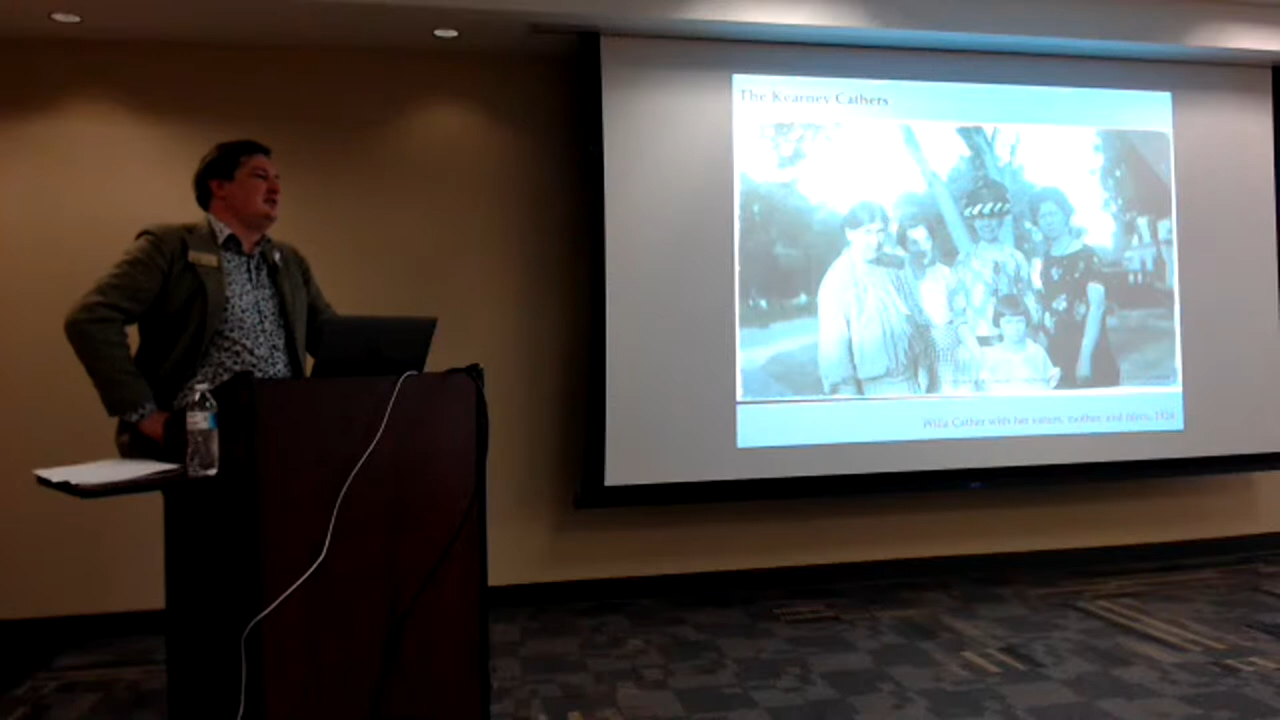 The Kearney Cathers
Willa Cather with her sisters, mother, and niece, 1924